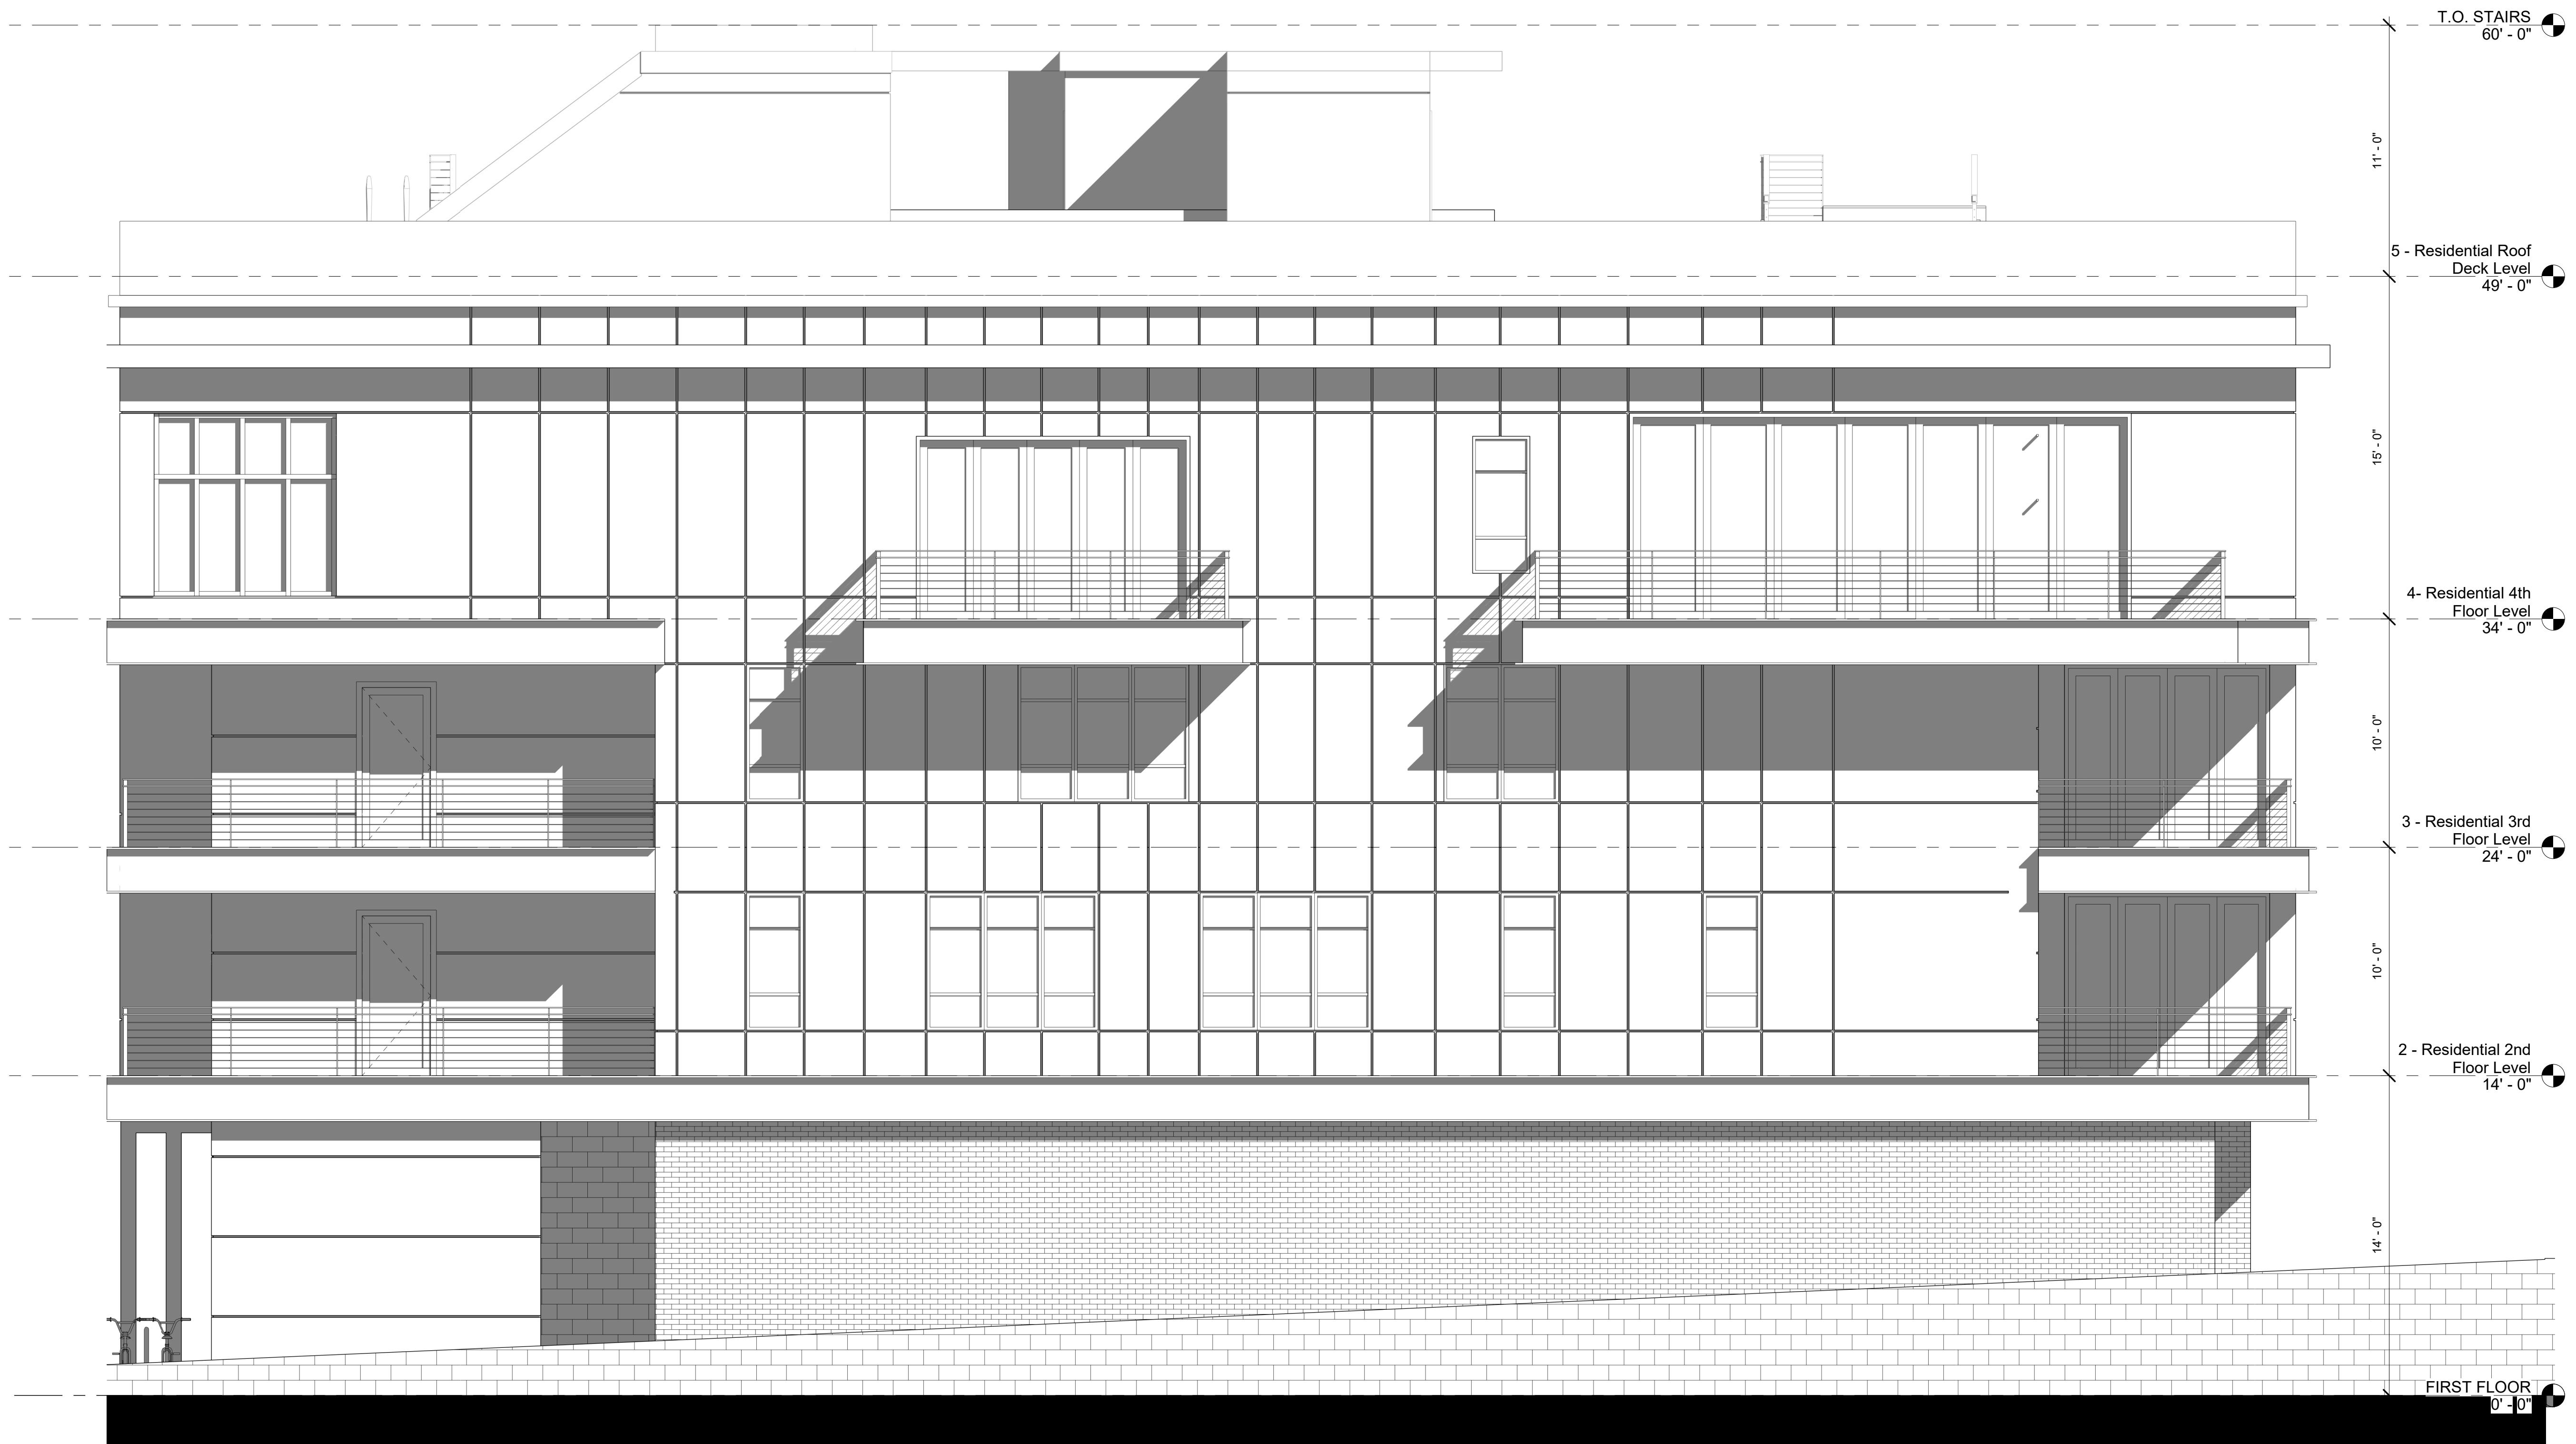 T.O. STAIRS
60' - 0"
11' - 0"
5 - Residential Roof
Deck Level
49' - 0"
15' - 0"
4- Residential 4th
Floor Level
34' - 0"
10' - 0"
3 - Residential 3rd
Floor Level
24' - 0"
10' - 0"
2 - Residential 2nd
Floor Level
14' - 0"
14' - 0"
FIRST FLOOR
0' - 0"